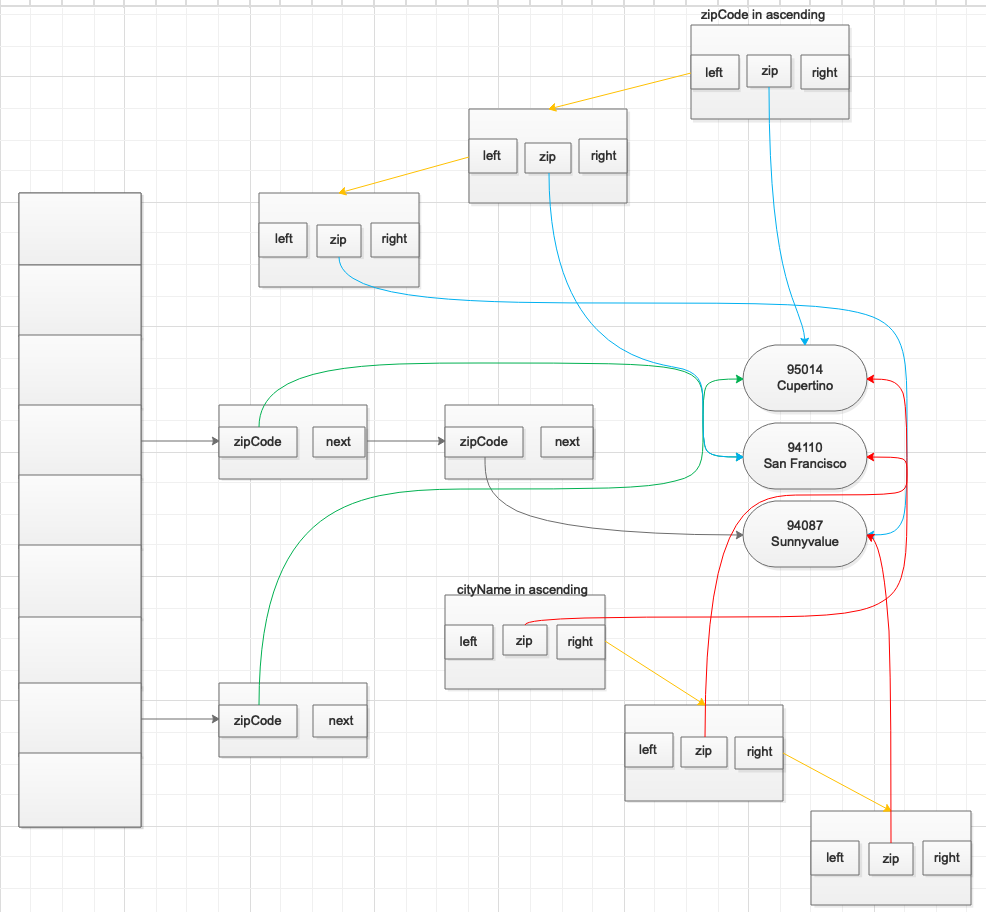 zipCode in ascending
left zip right
left zip right
left zip right
95014
Cupertino
zipCode next
zipCode next
94110
San Francisco
94087
Sunnyvalue
cityName in ascending
left zip right
zipCode next
left zip right
left zip right